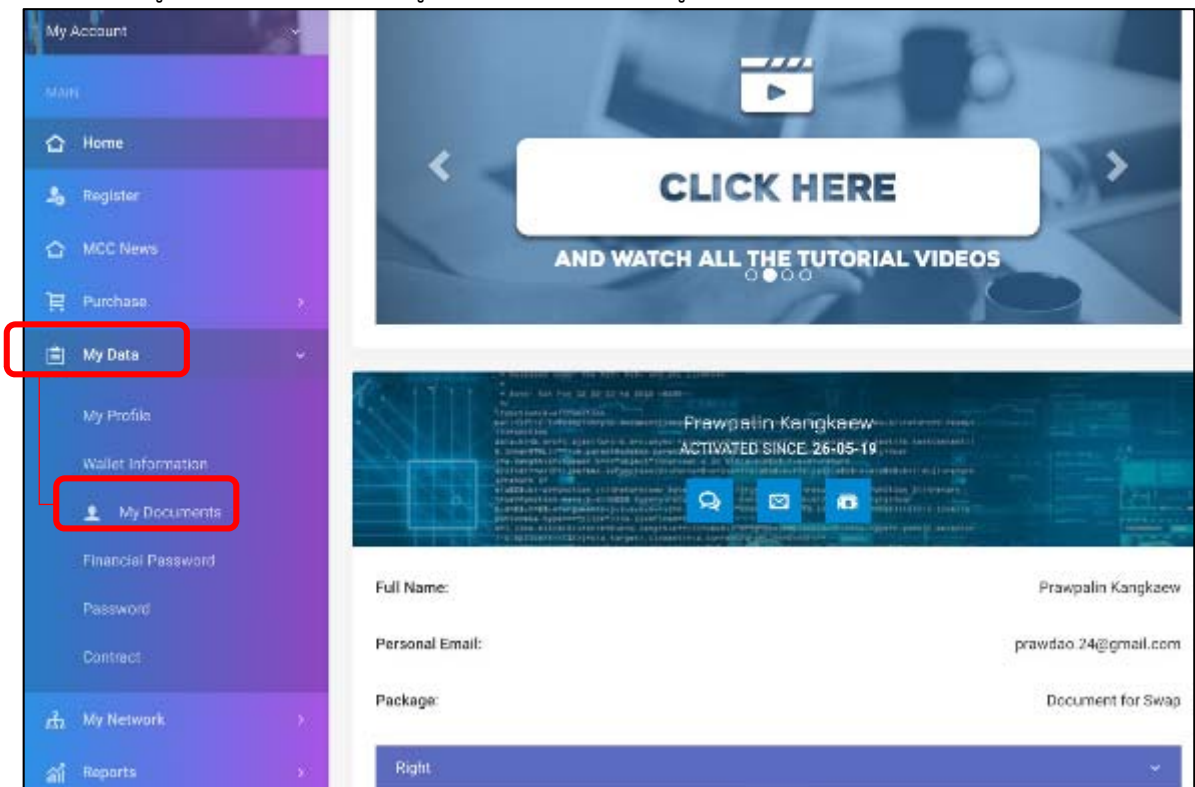 My Account
MAIN
Home
Register
MCC News
Purchase
My Data
My Profile
Wallet Information
My Documents
Financial Password
Password
Contract
My Network
Reports
CLICK HERE
AND WATCH ALL THE TUTORIAL VIDEOS
Prawpalin Kangkaew
ACTIVATED SINCE 26-05-19
Full Name: Prawpalin Kangkaew
Personal Email: prawdao.24@gmail.com
Package: Document for Swap
Right